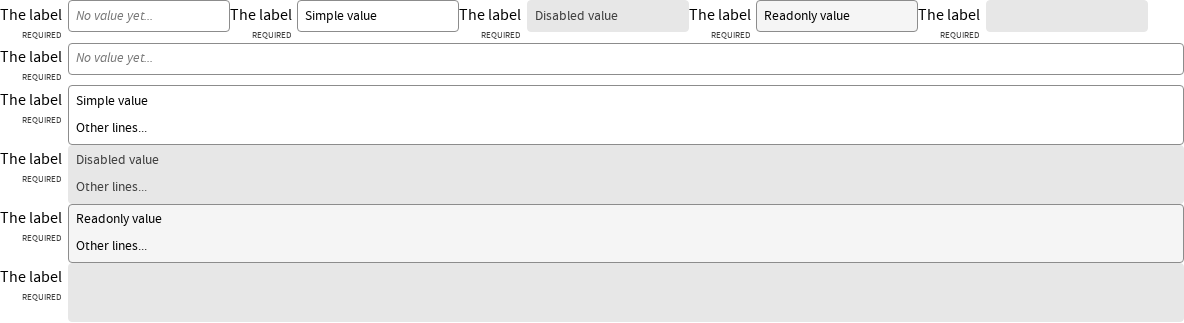 The label No value yet... The label Simple value The label Disabled value The label Readonly value The label
REQUIRED REQUIRED REQUIRED REQUIRED REQUIRED
The label No value yet...
REQUIRED
The label Simple value
REQUIRED Other lines...
The label Disabled value
REQUIRED Other lines...
The label Readonly value
REQUIRED Other lines...
The label
REQUIRED